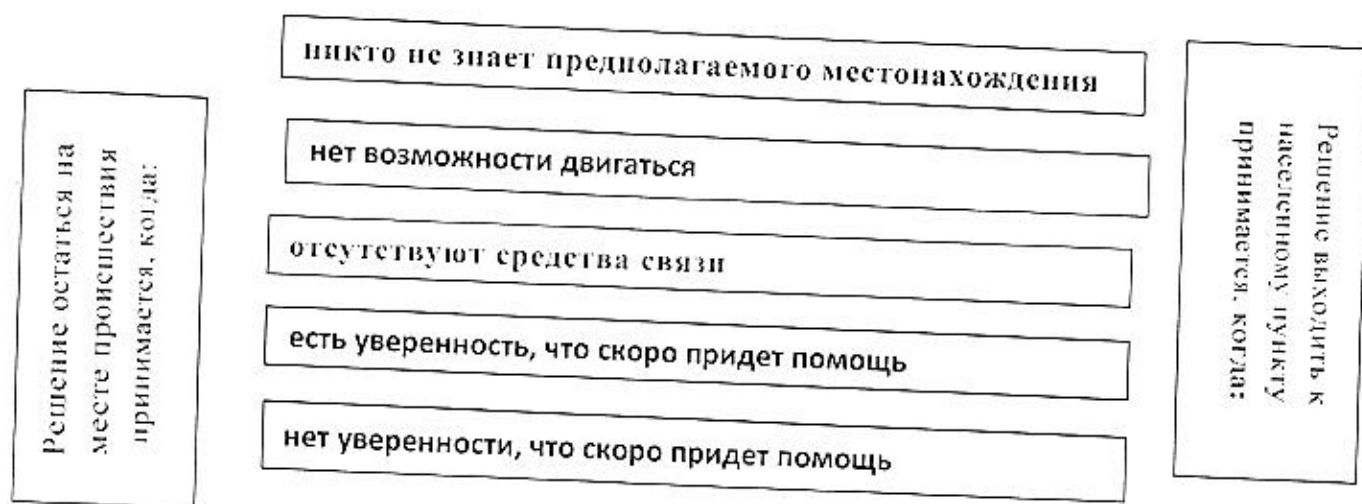 Решение остаться на
месте происшествия
принимается, когда:
никто не знает предполагаемого местонахождения
нет возможности двигаться
отсутствуют средства связи
есть уверенность, что скоро придет помощь
нет уверенности, что скоро придет помощь
Решение выходить к
населенному пункту
принимается, когда: